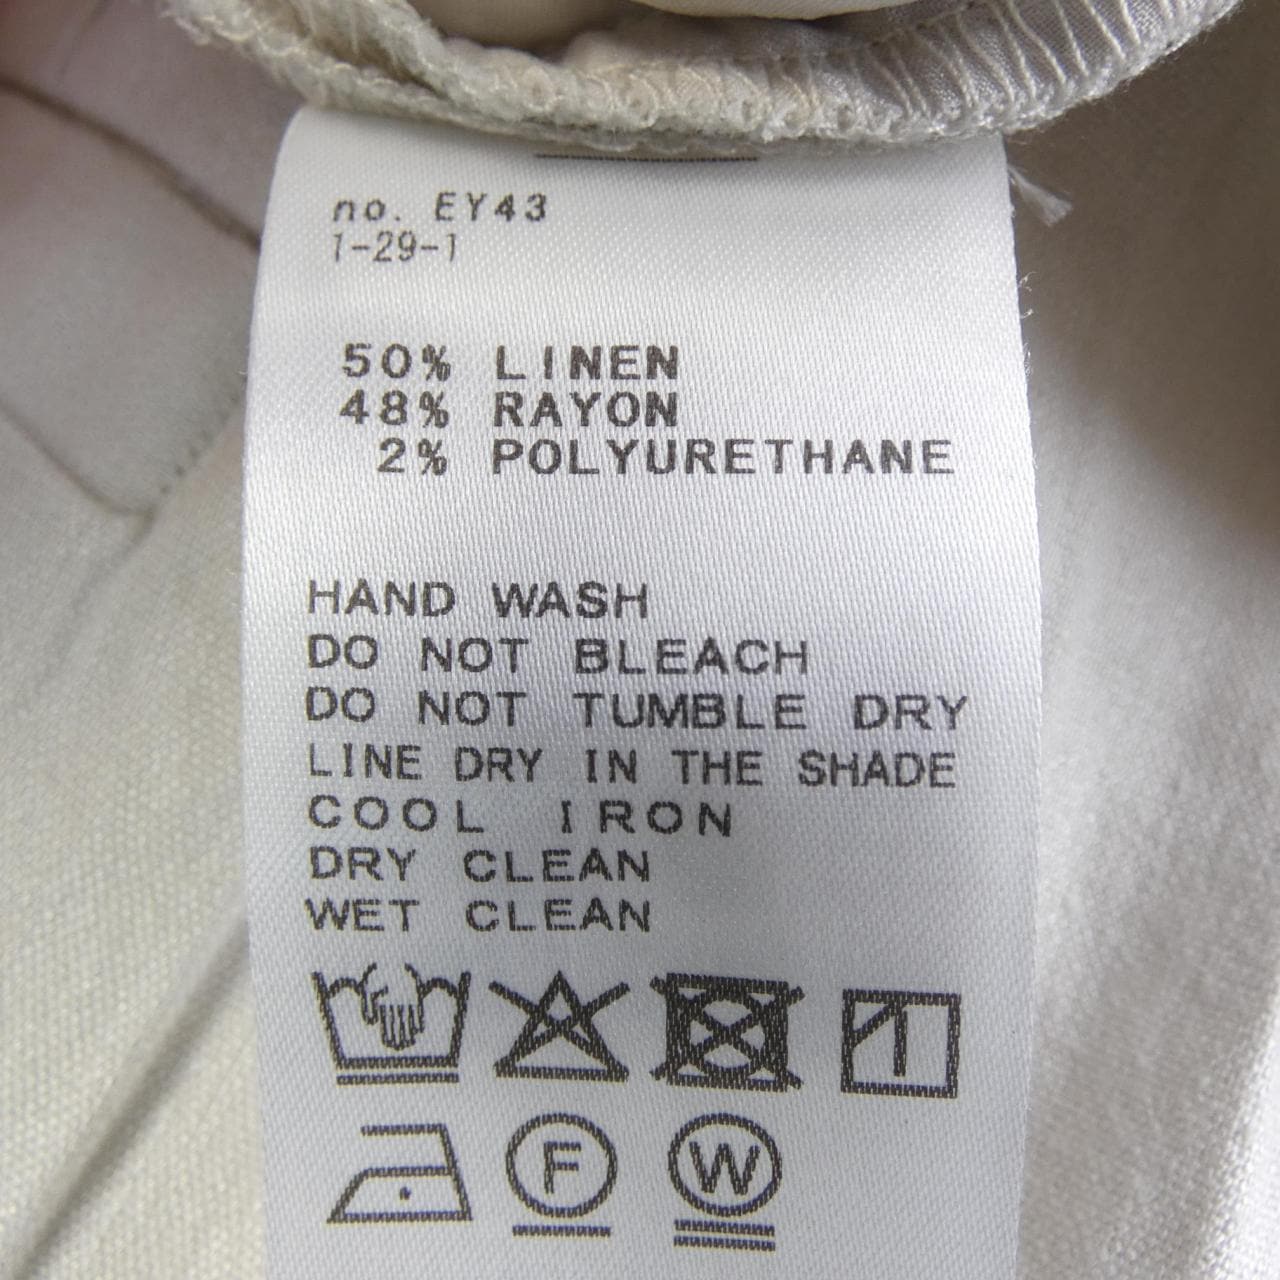 no. EY43
1-29-1
50% LINEN
48% RAYON
2% POLYURETHANE
HAND WASH
DO NOT BLEACH
DO NOT TUMBLE DRY
LINE DRY IN THE SHADE
COOL IRON
DRY CLEAN
WET CLEAN
F W